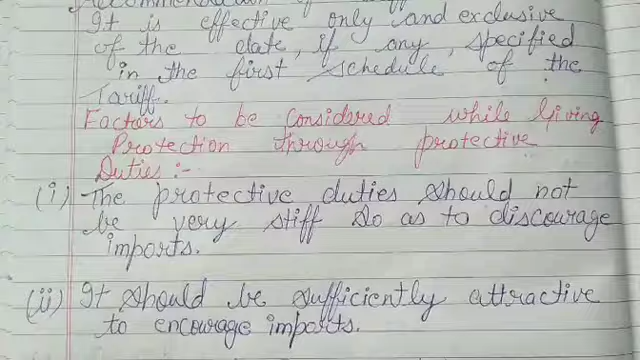 It is effective only and exclusive
of the date, if any, specified
in the first schedule of the
Tariff.
Factors to be Considered while Giving
Protection through protective
Duties :-
(i) The protective duties should not
be very stiff so as to discourage
imports.
(ii) It should be sufficiently attractive
to encourage imports.